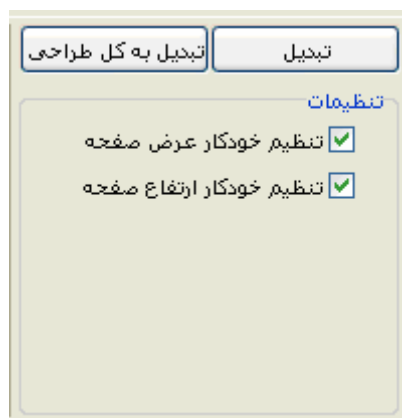 تبدیل
تبدیل به کل طراحی
تنظیمات
تنظیم خودکار عرض صفحه
تنظیم خودکار ارتفاع صفحه